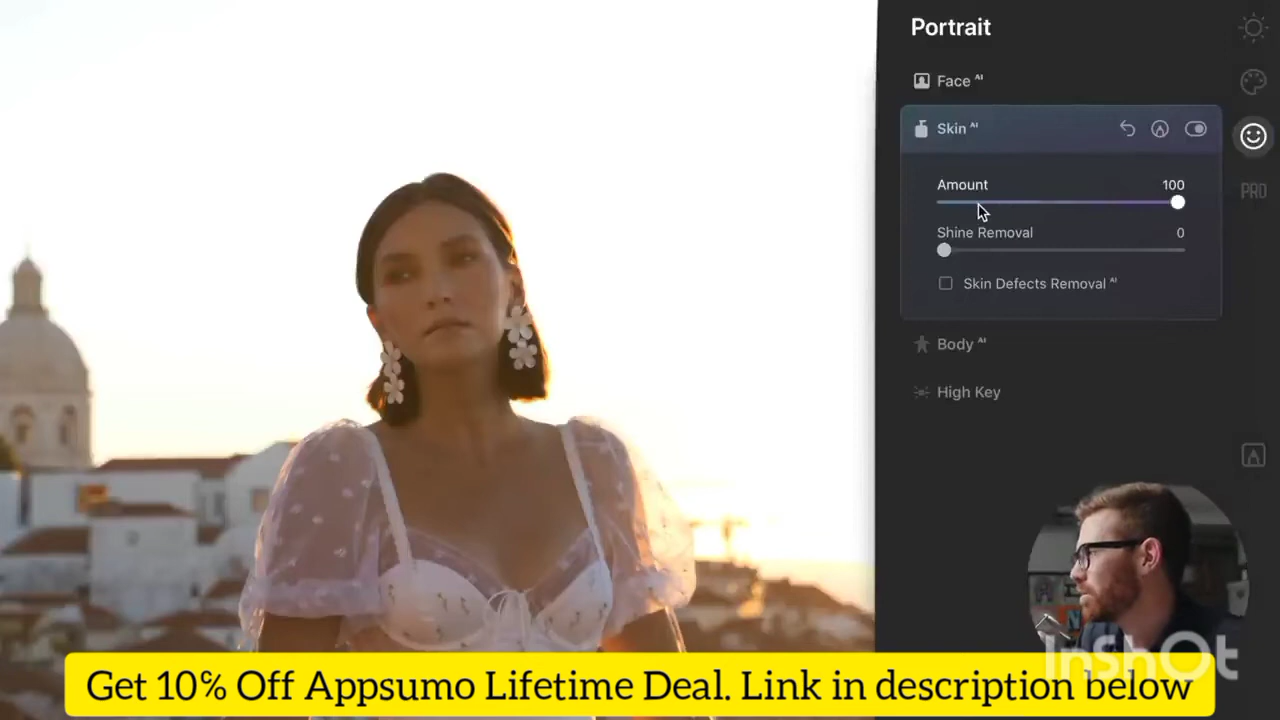 Portrait
Face AI
Skin AI
Amount 100
Shine Removal 0
Skin Defects Removal AI
Body AI
High Key
PRO
InShOt
Get 10% Off Appsumo Lifetime Deal. Link in description below